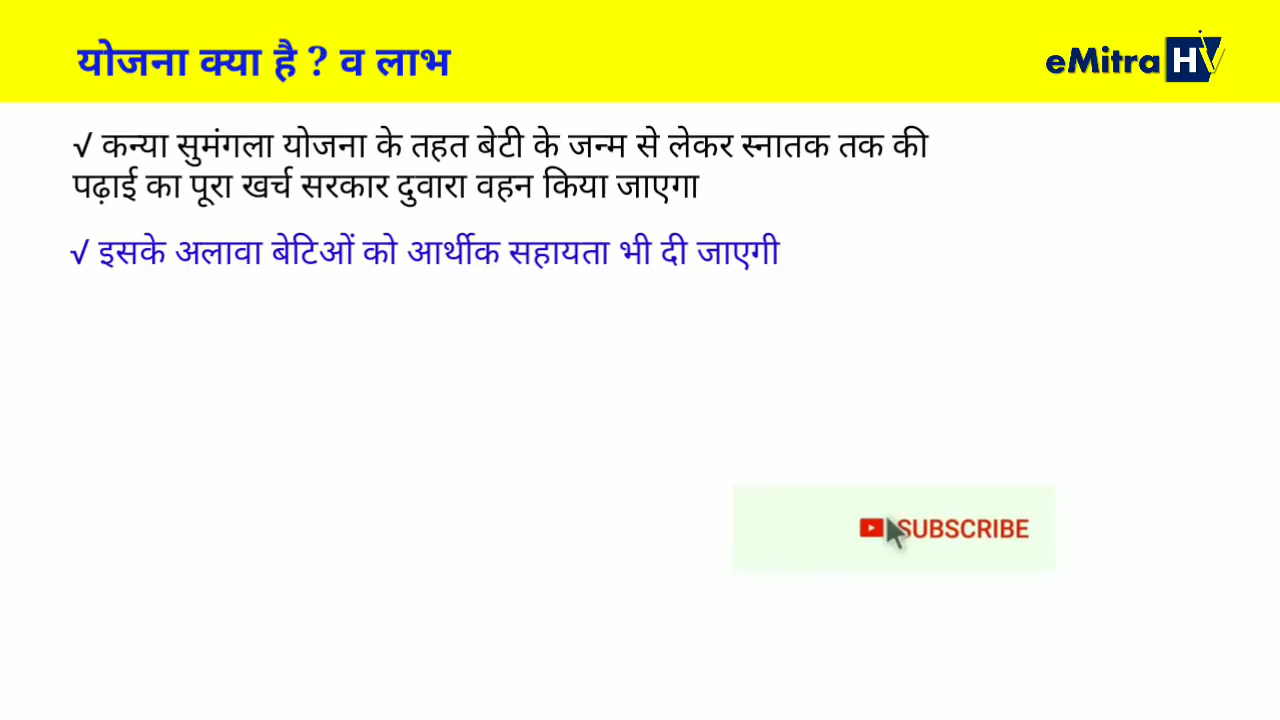 योजना क्या है ? व लाभ
eMitra HV
√ कन्या सुमंगला योजना के तहत बेटी के जन्म से लेकर स्नातक तक की
पढ़ाई का पूरा खर्च सरकार दुवारा वहन किया जाएगा
√ इसके अलावा बेटिओं को आर्थीक सहायता भी दी जाएगी
SUBSCRIBE